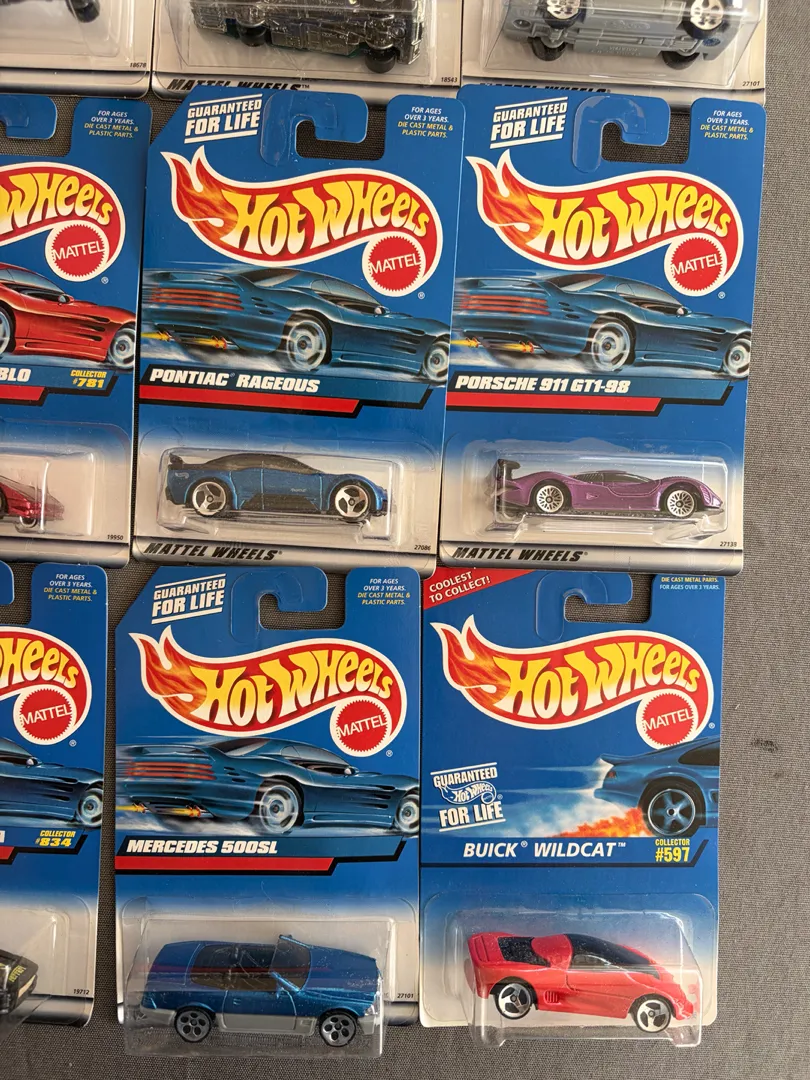 18678
MATTEL WHEELS™
18543
MATTEL WHEELS
27101
FOR AGES
OVER 3 YEARS.
DIE CAST METAL &
PLASTIC PARTS.
WHEELS
MATTEL
®
BLO
COLLECTOR
#781
19950
GUARANTEED
FOR LIFE
FOR AGES
OVER 3 YEARS.
DIE CAST METAL &
PLASTIC PARTS.
HOT WHEELS
MATTEL
®
PONTIAC® RAGEOUS
MATTEL WHEELS™
27086
GUARANTEED
FOR LIFE
FOR AGES
OVER 3 YEARS.
DIE CAST METAL &
PLASTIC PARTS.
HOT WHEELS
MATTEL
®
PORSCHE 911 GT1-98
MATTEL WHEELS™
27139
FOR AGES
OVER 3 YEARS.
DIE CAST METAL &
PLASTIC PARTS.
WHEELS
MATTEL
®
COLLECTOR
#834
19712
GUARANTEED
FOR LIFE
FOR AGES
OVER 3 YEARS.
DIE CAST METAL &
PLASTIC PARTS.
HOT WHEELS
MATTEL
®
MERCEDES 500SL
27101
COOLEST
TO COLLECT!
DIE CAST METAL PARTS.
FOR AGES OVER 3 YEARS.
HOT WHEELS
MATTEL
®
GUARANTEED
Hot Wheels
FOR LIFE
BUICK® WILDCAT™
COLLECTOR
#597